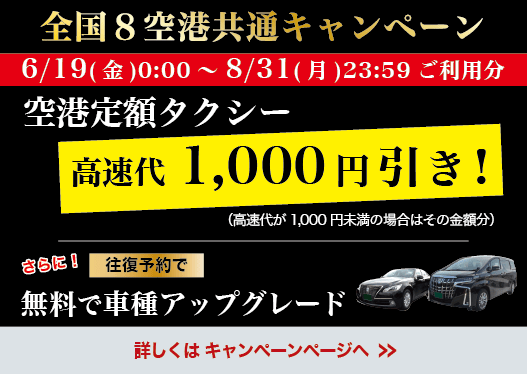 全国８空港共通キャンペーン
6/19(金)0:00 〜 8/31(月)23:59 ご利用分
空港定額タクシー
高速代 1,000円引き！
（高速代が 1,000 円未満の場合はその金額分）
さらに！ 往復予約で
無料で車種アップグレード
詳しくは キャンペーンページへ >>